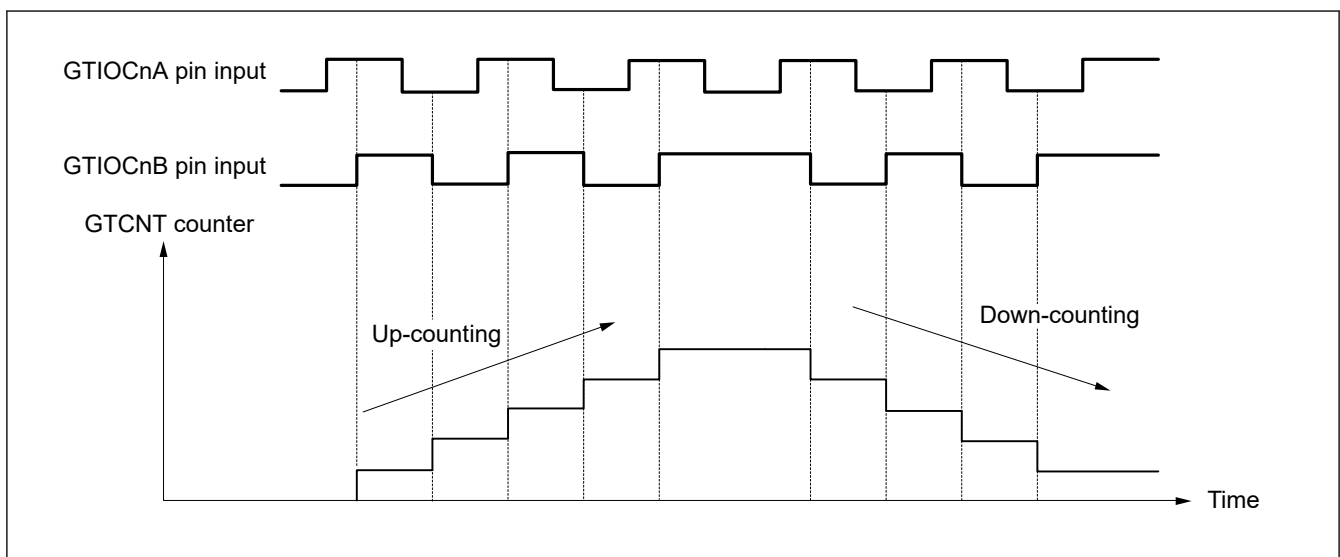 GTIOCnA pin input
GTIOCnB pin input
GTCNT counter
Up-counting
Down-counting
Time